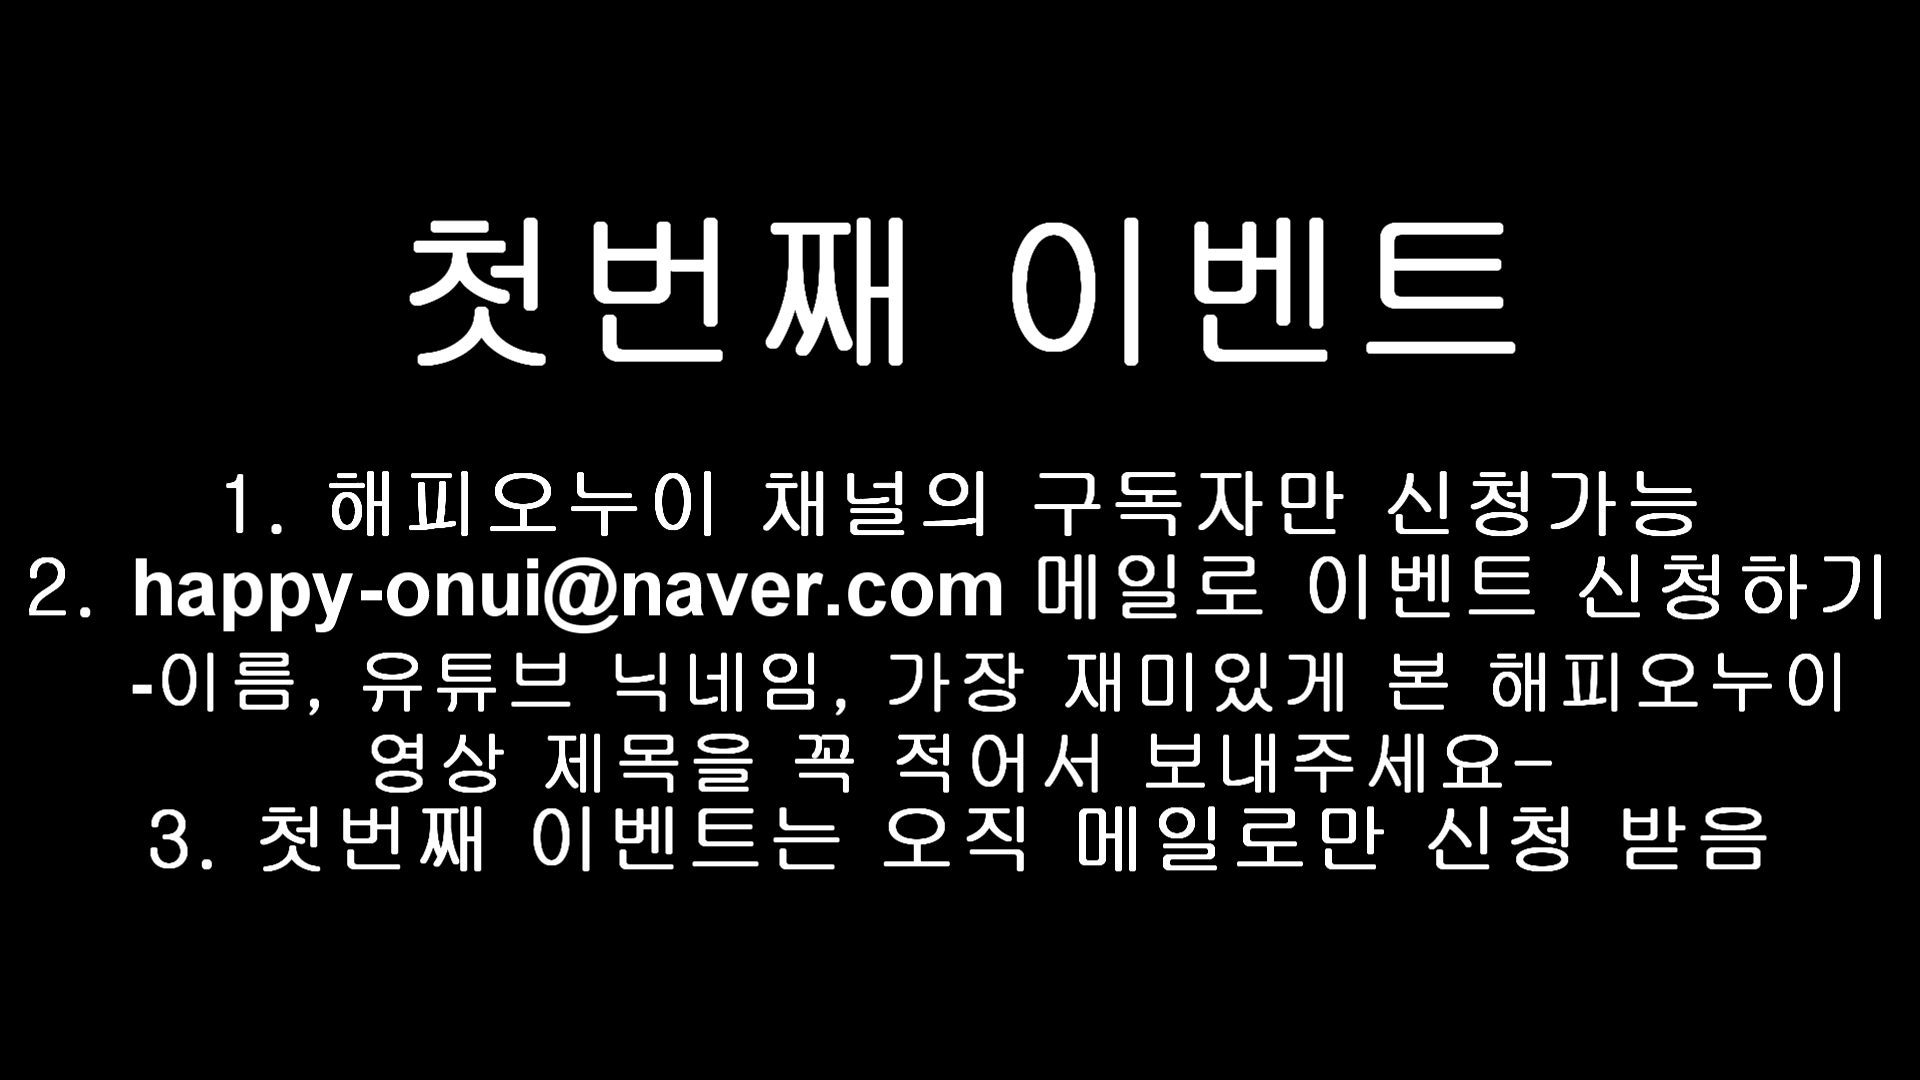 첫번째 이벤트
1. 해피오누이 채널의 구독자만 신청가능
2. happy-onui@naver.com 메일로 이벤트 신청하기
-이름, 유튜브 닉네임, 가장 재미있게 본 해피오누이
영상 제목을 꼭 적어서 보내주세요-
3. 첫번째 이벤트는 오직 메일로만 신청 받음